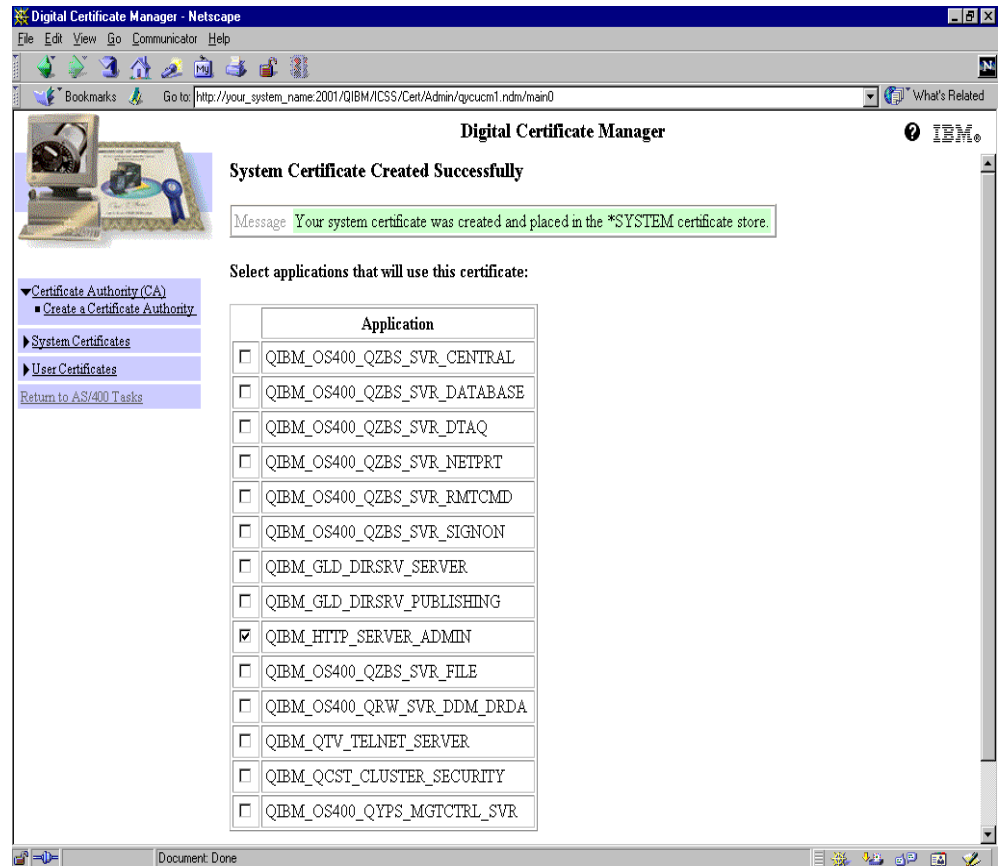 Digital Certificate Manager - Netscape
File Edit View Go Communicator Help
My
N
Bookmarks Go to: http://your_system_name:2001/QIBM/ICSS/Cert/Admin/qycucm1.ndm/main0 What's Related
Digital Certificate Manager
? IBM®
System Certificate Created Successfully
Message Your system certificate was created and placed in the *SYSTEM certificate store.
Select applications that will use this certificate:
Certificate Authority (CA)
Create a Certificate Authority
System Certificates
User Certificates
Return to AS/400 Tasks
Application
QIBM_OS400_QZBS_SVR_CENTRAL
QIBM_OS400_QZBS_SVR_DATABASE
QIBM_OS400_QZBS_SVR_DTAQ
QIBM_OS400_QZBS_SVR_NETPRT
QIBM_OS400_QZBS_SVR_RMTCMD
QIBM_OS400_QZBS_SVR_SIGNON
QIBM_GLD_DIRSRV_SERVER
QIBM_GLD_DIRSRV_PUBLISHING
QIBM_HTTP_SERVER_ADMIN
QIBM_OS400_QZBS_SVR_FILE
QIBM_OS400_QRW_SVR_DDM_DRDA
QIBM_QTV_TELNET_SERVER
QIBM_QCST_CLUSTER_SECURITY
QIBM_OS400_QYPS_MGTCTRL_SVR
Document: Done